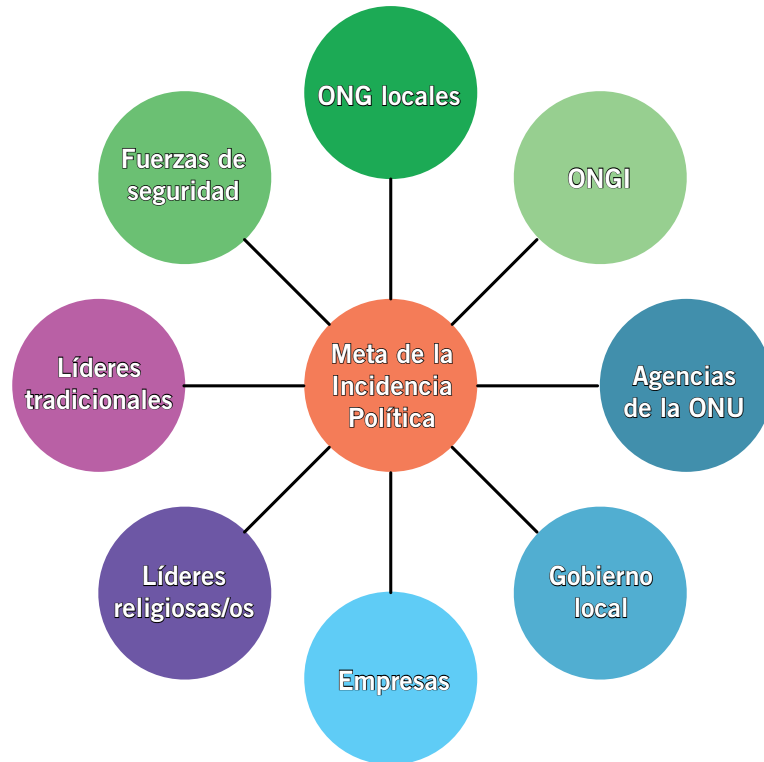 ONG locales
Fuerzas de
seguridad
ONGI
Líderes
tradicionales
Meta de la
Incidencia
Política
Agencias
de la ONU
Líderes
religiosas/os
Gobierno
local
Empresas